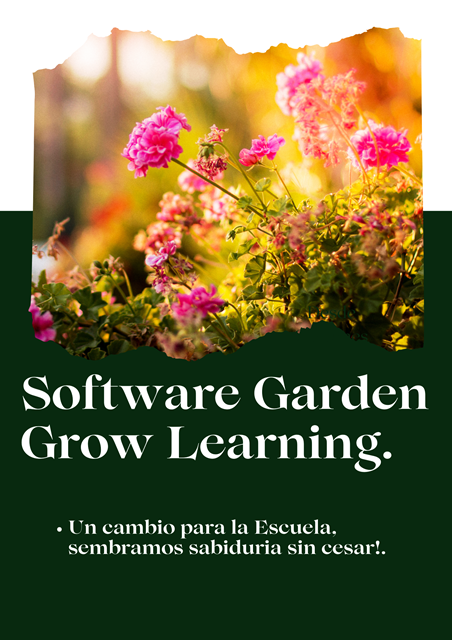 Software Garden
Grow Learning.
• Un cambio para la Escuela,
sembramos sabiduria sin cesar!.